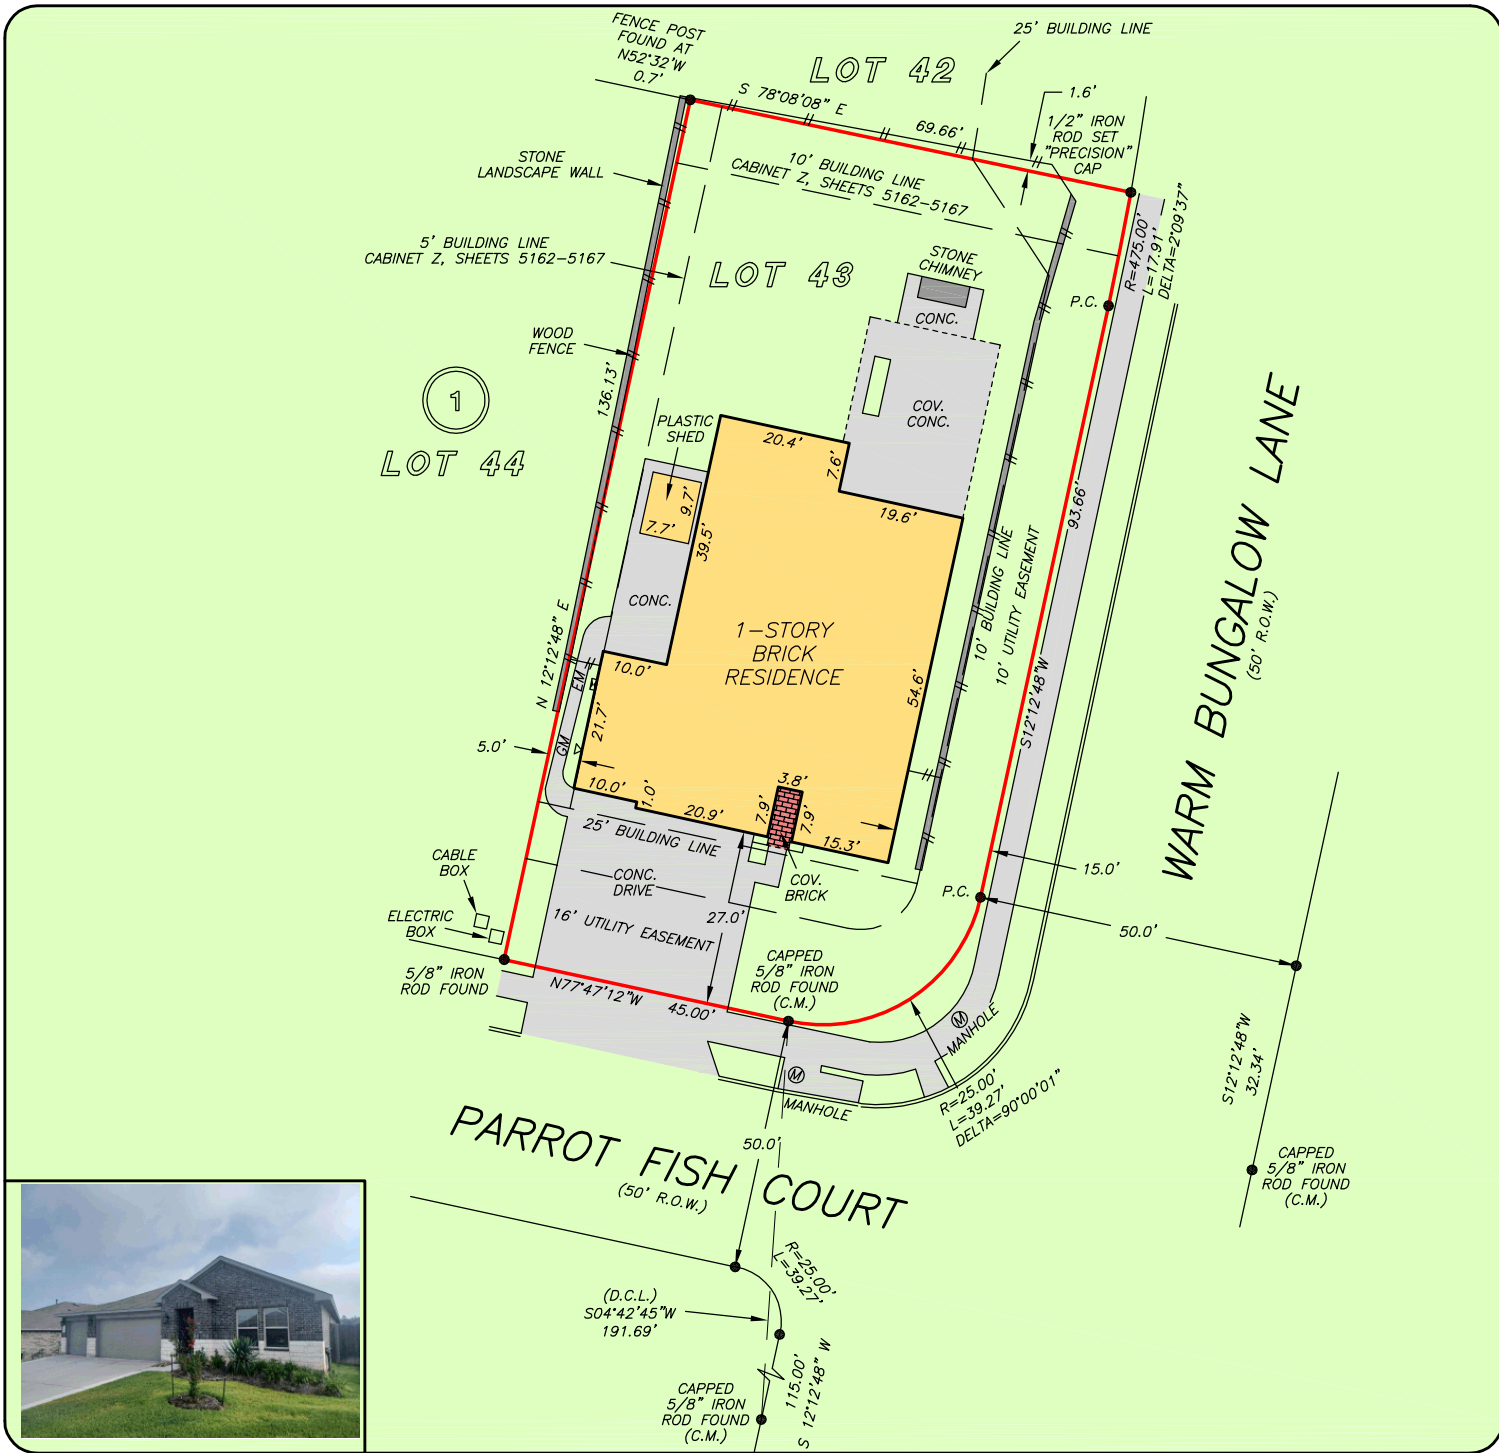 FENCE POST
FOUND AT
N52°32'W
0.7'
LOT 42
25' BUILDING LINE
S 78°08'08" E
69.66'
1.6'
1/2" IRON
ROD SET
"PRECISION"
CAP
STONE
LANDSCAPE WALL
10' BUILDING LINE
CABINET Z, SHEETS 5162-5167
5' BUILDING LINE
CABINET Z, SHEETS 5162-5167
LOT 43
STONE
CHIMNEY
CONC.
R=475.00'
L=17.91'
DELTA=2°09'37"
P.C.
WOOD
FENCE
136.13'
1
LOT 44
PLASTIC
SHED
9.7'
7.7'
39.5'
20.4'
7.6'
19.6'
COV.
CONC.
93.66'
WARM BUNGALOW LANE
(50' R.O.W.)
CONC.
1-STORY
BRICK
RESIDENCE
10' BUILDING LINE
10' UTILITY EASEMENT
S12°12'48"W
54.6'
N 12°12'48" E
10.0'
EM
21.7'
GM
5.0'
10.0'
1.0'
20.9'
3.8'
7.9'
7.9'
15.3'
25' BUILDING LINE
CONC.
DRIVE
COV.
BRICK
15.0'
P.C.
50.0'
CABLE
BOX
ELECTRIC
BOX
16' UTILITY EASEMENT
27.0'
5/8" IRON
ROD FOUND
N77°47'12"W
45.00'
CAPPED
5/8" IRON
ROD FOUND
(C.M.)
M
MANHOLE
M
MANHOLE
R=25.00'
L=39.27'
DELTA=90°00'01"
S12°12'48"W
32.34'
CAPPED
5/8" IRON
ROD FOUND
(C.M.)
PARROT FISH COURT
(50' R.O.W.)
50.0'
R=25.00'
L=39.27'
(D.C.L.)
S04°42'45"W
191.69'
115.00'
S 12°12'48" W
CAPPED
5/8" IRON
ROD FOUND
(C.M.)